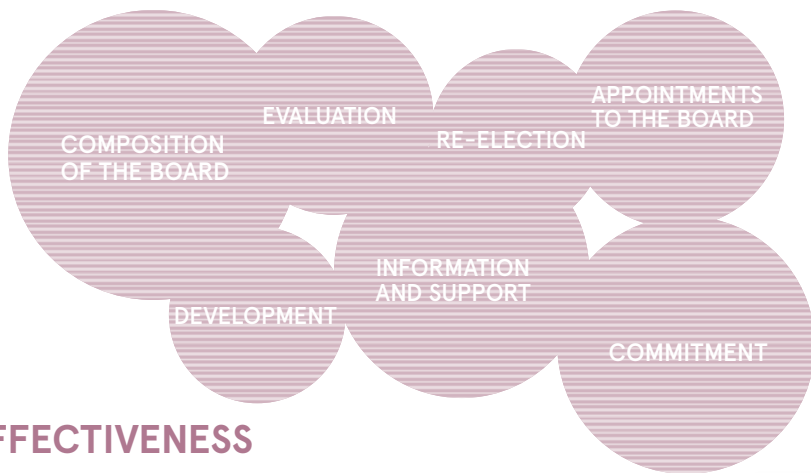 COMPOSITION
OF THE BOARD
EVALUATION
RE-ELECTION
APPOINTMENTS
TO THE BOARD
DEVELOPMENT
INFORMATION
AND SUPPORT
COMMITMENT
FFECTIVENESS